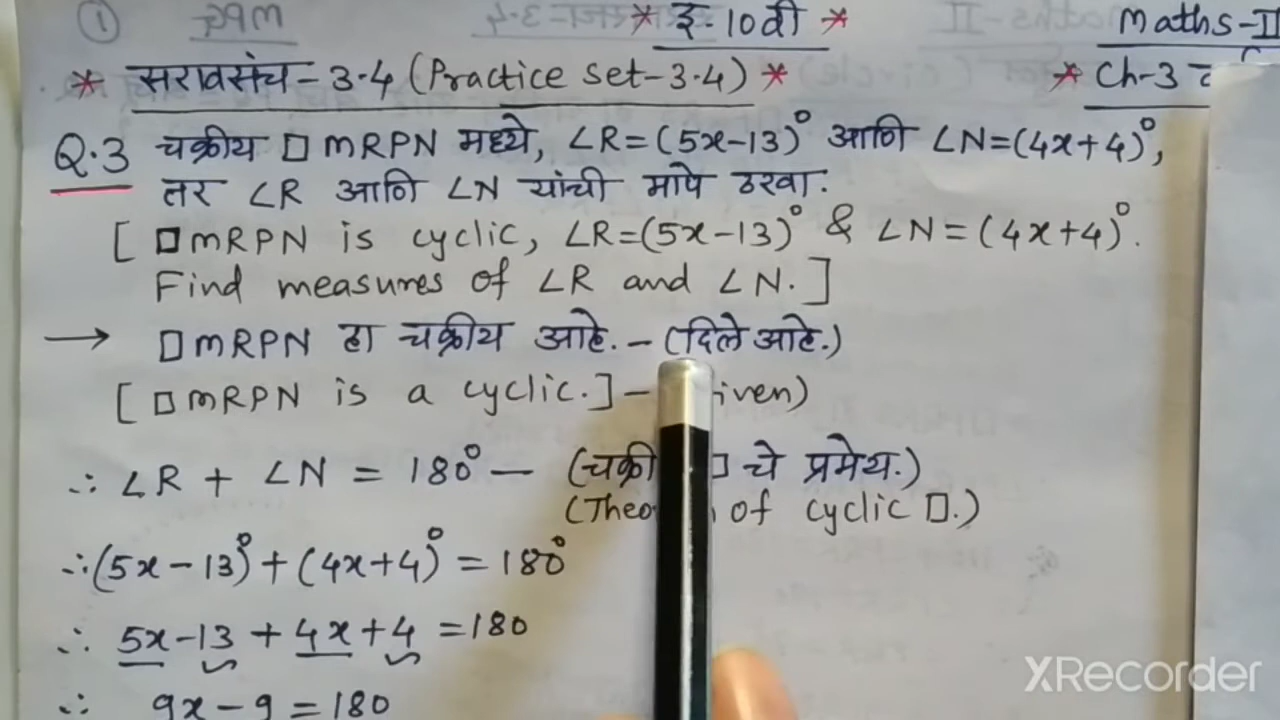 * इ-10वी *
Maths-II
* सरावसंच-3.4 (Practice Set-3.4) *
* Ch-3
Q.3 चक्रीय □MRPN मध्ये, ∠R=(5x-13)° आणि ∠N=(4x+4)°,
तर ∠R आणि ∠N यांची मापे ठरवा.
[□MRPN is cyclic, ∠R=(5x-13)° & ∠N=(4x+4)°.
Find measures of ∠R and ∠N.]
→ □MRPN हा चक्रीय आहे. - (दिले आहे.)
[□MRPN is a cyclic.] - iven)
∴ ∠R + ∠N = 180° - (चक्री □ चे प्रमेय.)
(Theo of cyclic □.)
∴(5x-13)°+(4x+4)°=180°
∴ 5x-13+4x+4=180
∴ 9x-9=180
XRecorder